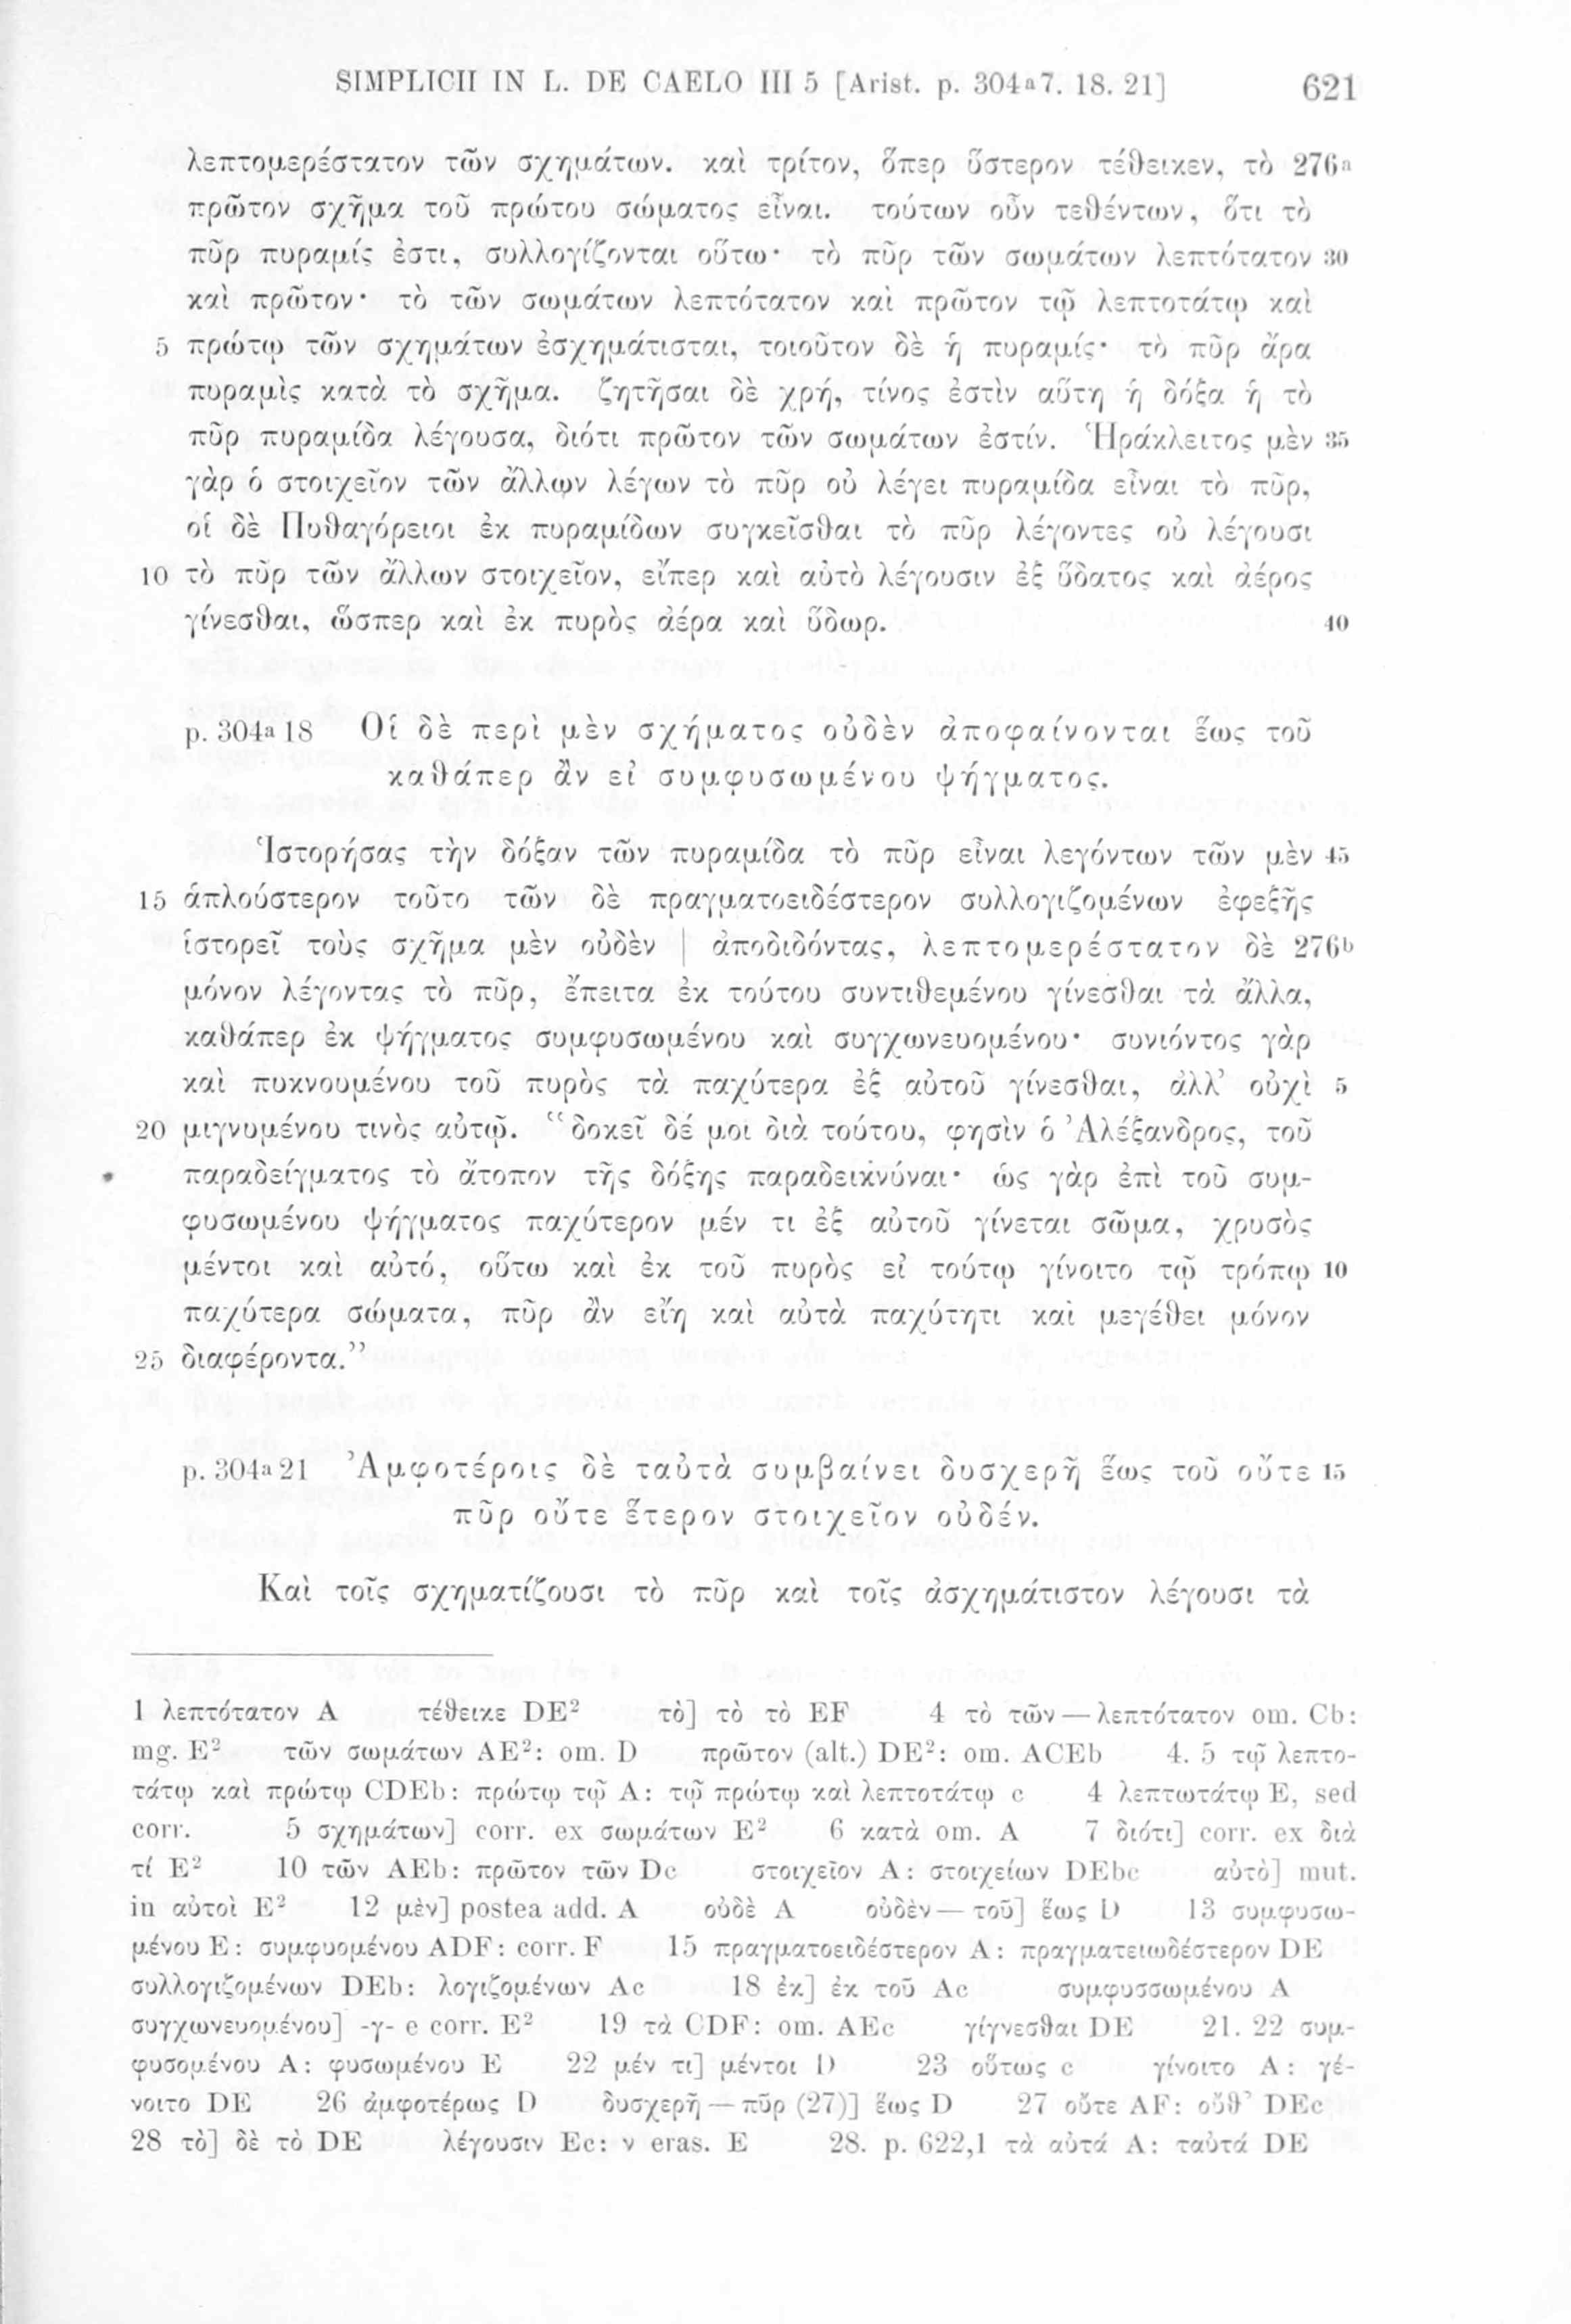 SIMPLICII IN L. DE CAELO III 5 [Arist. p. 304a7. 18. 21] 621
λεπτομερέστατον τῶν σχημάτων. καὶ τρίτον, ὅπερ ὕστερον τέθεικεν, τὸ 276a
πρῶτον σχῆμα τοῦ πρώτου σώματος εἶναι. τούτων οὖν τεθέντων, ὅτι τὸ
πῦρ πυραμίς ἐστι, συλλογίζονται οὕτω· τὸ πῦρ τῶν σωμάτων λεπτότατον 30
καὶ πρῶτον· τὸ τῶν σωμάτων λεπτότατον καὶ πρῶτον τῷ λεπτοτάτῳ καὶ
5 πρώτῳ τῶν σχημάτων ἐσχημάτισται, τοιοῦτον δὲ ἡ πυραμίς· τὸ πῦρ ἄρα
πυραμὶς κατὰ τὸ σχῆμα. ζητῆσαι δὲ χρή, τίνος ἐστὶν αὕτη ἡ δόξα ἡ τὸ
πῦρ πυραμίδα λέγουσα, διότι πρῶτον τῶν σωμάτων ἐστίν. Ἡράκλειτος μὲν 35
γὰρ ὁ στοιχεῖον τῶν ἄλλων λέγων τὸ πῦρ οὐ λέγει πυραμίδα εἶναι τὸ πῦρ,
οἱ δὲ Πυθαγόρειοι ἐκ πυραμίδων συγκεῖσθαι τὸ πῦρ λέγοντες οὐ λέγουσι
10 τὸ πῦρ τῶν ἄλλων στοιχεῖον, εἴπερ καὶ αὐτὸ λέγουσιν ἐξ ὕδατος καὶ ἀέρος
γίνεσθαι, ὥσπερ καὶ ἐκ πυρὸς ἀέρα καὶ ὕδωρ. 40
p. 304a18 Οἱ δὲ περὶ μὲν σχήματος οὐδὲν ἀποφαίνονται ἕως τοῦ
καθάπερ ἂν εἰ συμφυσωμένου ψήγματος.
Ἱστορήσας τὴν δόξαν τῶν πυραμίδα τὸ πῦρ εἶναι λεγόντων τῶν μὲν 45
15 ἁπλούστερον τοῦτο τῶν δὲ πραγματοειδέστερον συλλογιζομένων ἐφεξῆς
ἱστορεῖ τοὺς σχῆμα μὲν οὐδὲν | ἀποδιδόντας, λεπτομερέστατον δὲ 276b
μόνον λέγοντας τὸ πῦρ, ἔπειτα ἐκ τούτου συντιθεμένου γίνεσθαι τὰ ἄλλα,
καθάπερ ἐκ ψήγματος συμφυσωμένου καὶ συγχωνευομένου· συνιόντος γὰρ
καὶ πυκνουμένου τοῦ πυρὸς τὰ παχύτερα ἐξ αὐτοῦ γίνεσθαι, ἀλλ’ οὐχὶ 5
20 μιγνυμένου τινὸς αὐτῷ. “δοκεῖ δέ μοι διὰ τούτου, φησὶν ὁ Ἀλέξανδρος, τοῦ
παραδείγματος τὸ ἄτοπον τῆς δόξης παραδεικνύναι· ὡς γὰρ ἐπὶ τοῦ συμ-
φυσωμένου ψήγματος παχύτερον μέν τι ἐξ αὐτοῦ γίνεται σῶμα, χρυσὸς
μέντοι καὶ αὐτό, οὕτω καὶ ἐκ τοῦ πυρὸς εἰ τούτῳ γίνοιτο τῷ τρόπῳ 10
παχύτερα σώματα, πῦρ ἂν εἴη καὶ αὐτὰ παχύτητι καὶ μεγέθει μόνον
25 διαφέροντα.”
p. 304a21 Ἀμφοτέροις δὲ ταὐτὰ συμβαίνει δυσχερῆ ἕως τοῦ οὔτε 15
πῦρ οὔτε ἕτερον στοιχεῖον οὐδέν.
Καὶ τοῖς σχηματίζουσι τὸ πῦρ καὶ τοῖς ἀσχημάτιστον λέγουσι τὰ
1 λεπτότατον A τέθεικε DE² τὸ] τὸ τὸ EF 4 τὸ τῶν—λεπτότατον om. Cb:
mg. E² τῶν σωμάτων AE²: om. D πρῶτον (alt.) DE²: om. ACEb 4. 5 τῷ λεπτο-
τάτῳ καὶ πρώτῳ CDEb: πρώτῳ τῷ A: τῷ πρώτῳ καὶ λεπτοτάτῳ c 4 λεπτωτάτῳ E, sed
corr. 5 σχημάτων] corr. ex σωμάτων E² 6 κατὰ om. A 7 διότι] corr. ex διὰ
τί E² 10 τῶν AEb: πρῶτον τῶν Dc στοιχεῖον A: στοιχείων DEbc αὐτὸ] mut.
in αὐτοὶ E² 12 μὲν] postea add. A οὐδὲ A οὐδὲν—τοῦ] ἕως D 13 συμφυσω-
μένου E: συμφυομένου ADF: corr. F 15 πραγματοειδέστερον A: πραγματειωδέστερον DE
συλλογιζομένων DEb: λογιζομένων Ac 18 ἐκ] ἐκ τοῦ Ac συμφυσσωμένου A
συγχωνευομένου] -γ- e corr. E² 19 τὰ CDF: om. AEc γίγνεσθαι DE 21. 22 συμ-
φυσομένου A: φυσωμένου E 22 μέν τι] μέντοι D 23 οὕτως c γίνοιτο A: γέ-
νοιτο DE 26 ἀμφοτέρως D δυσχερῆ—πῦρ (27)] ἕως D 27 οὔτε AF: οὔθ’ DEc
28 τὸ] δὲ τὸ DE λέγουσιν Ec: ν eras. E 28. p. 622,1 τὰ αὐτά A: ταὐτά DE